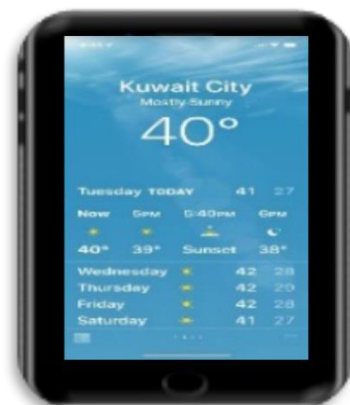 Kuwait City
Mostly Sunny
40°
Tuesday TODAY 41 27
Now 5PM 5:40PM 6PM
40° 39° Sunset 38°
Wednesday 42 28
Thursday 42 29
Friday 42 28
Saturday 41 27